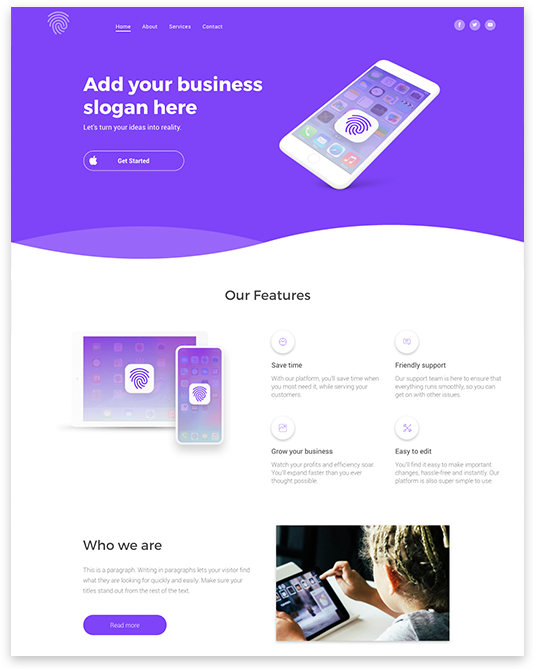 Home About Services Contact
Add your business
slogan here
Let's turn your ideas into reality.
Get Started
Our Features
Save time
With our platform, you'll save time when
you most need it, while serving your
customers.
Friendly support
Our support team is here to ensure that
everything runs smoothly, so you can
get on with other issues.
Grow your business
Watch your profits and efficiency soar.
You'll expand faster than you ever
thought possible.
Easy to edit
You'll find it easy to make important
changes, hassle-free and instantly. Our
platform is also super simple to use.
Who we are
This is a paragraph. Writing in paragraphs lets your visitor find
what they are looking for quickly and easily. Make sure your
titles stand out from the rest of the text.
Read more